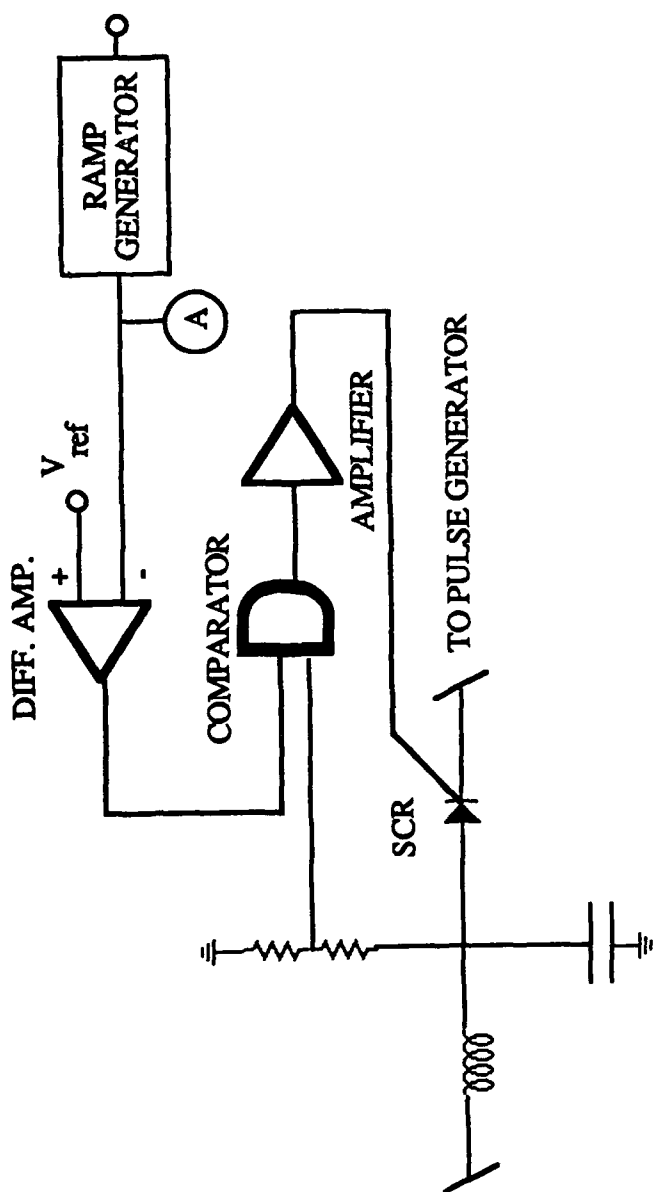 RAMP
GENERATOR
A
V
ref
DIFF. AMP.
+
-
COMPARATOR
AMPLIFIER
SCR
TO PULSE GENERATOR